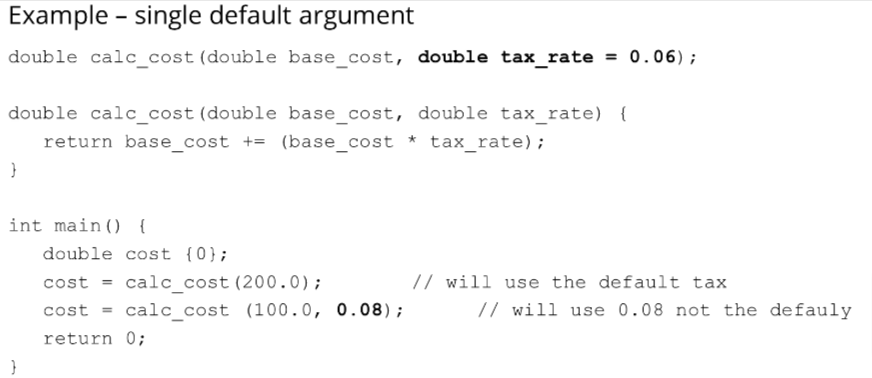 Example – single default argument
double calc_cost(double base_cost, double tax_rate = 0.06);
double calc_cost(double base_cost, double tax_rate) {
return base_cost += (base_cost * tax_rate);
}
int main() {
double cost {0};
cost = calc_cost(200.0); // will use the default tax
cost = calc_cost (100.0, 0.08); // will use 0.08 not the defauly
return 0;
}